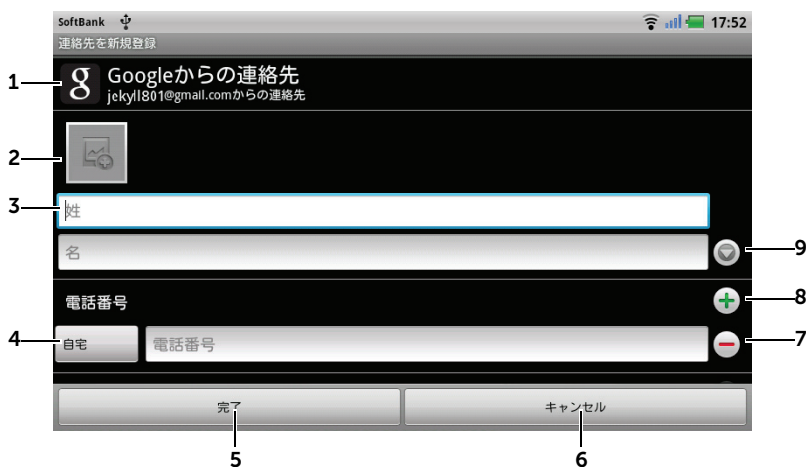 SoftBank 17:52
連絡先を新規登録
1 g Googleからの連絡先
jekyll801@gmail.comからの連絡先
2
3 姓
名 9
電話番号 8
4 自宅 電話番号 7
完了 キャンセル
5 6